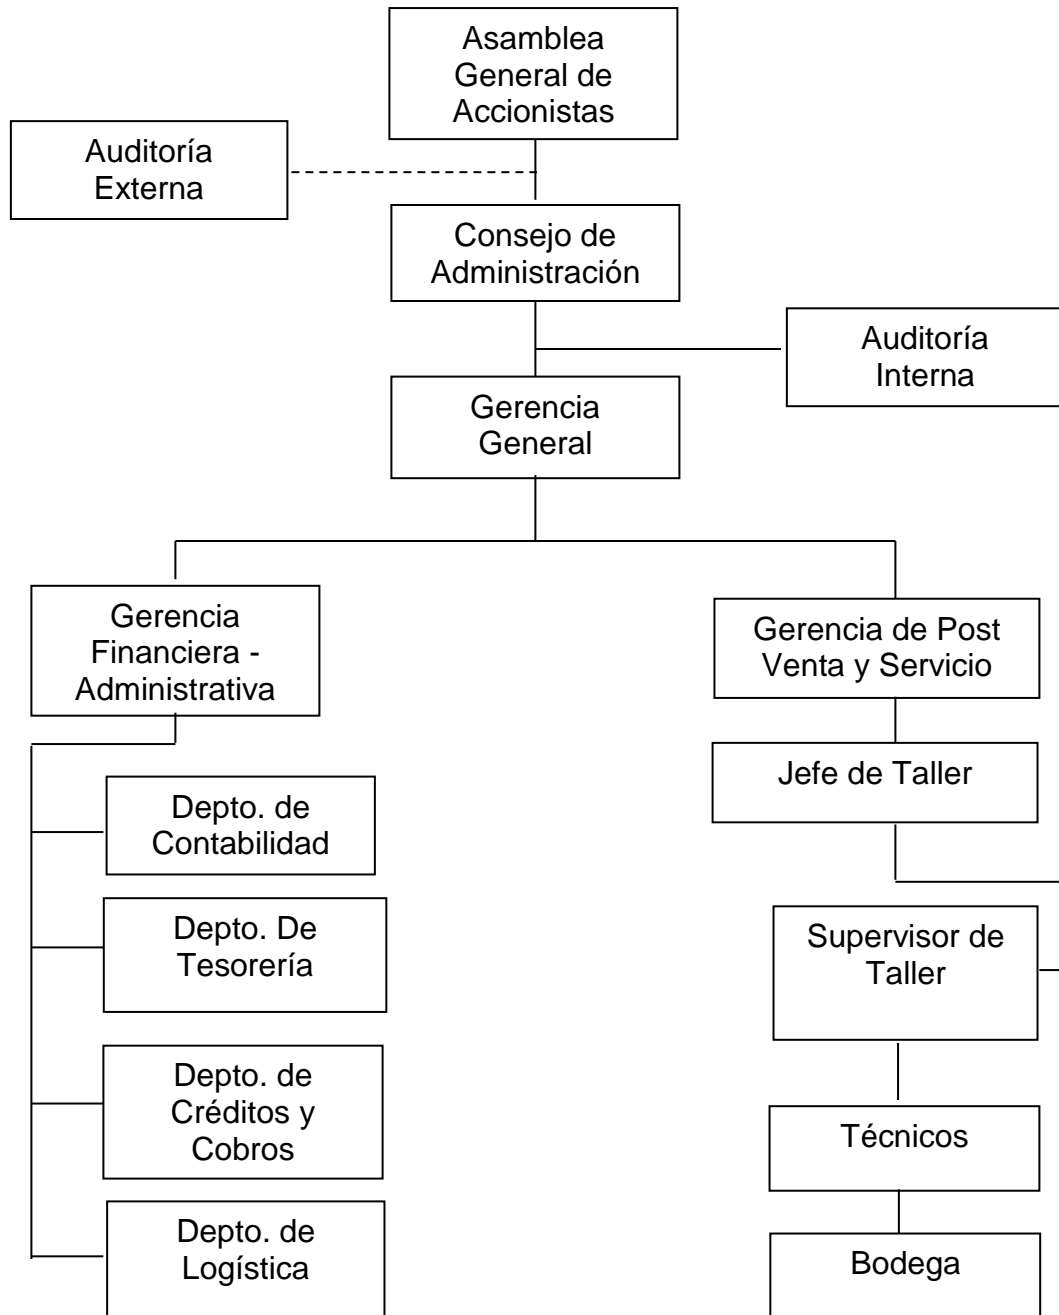 Asamblea
General de
Accionistas
Auditoría
Externa
Consejo de
Administración
Auditoría
Interna
Gerencia
General
Gerencia
Financiera -
Administrativa
Gerencia de Post
Venta y Servicio
Jefe de Taller
Depto. de
Contabilidad
Depto. De
Tesorería
Supervisor de
Taller
Depto. de
Créditos y
Cobros
Técnicos
Depto. de
Logística
Bodega